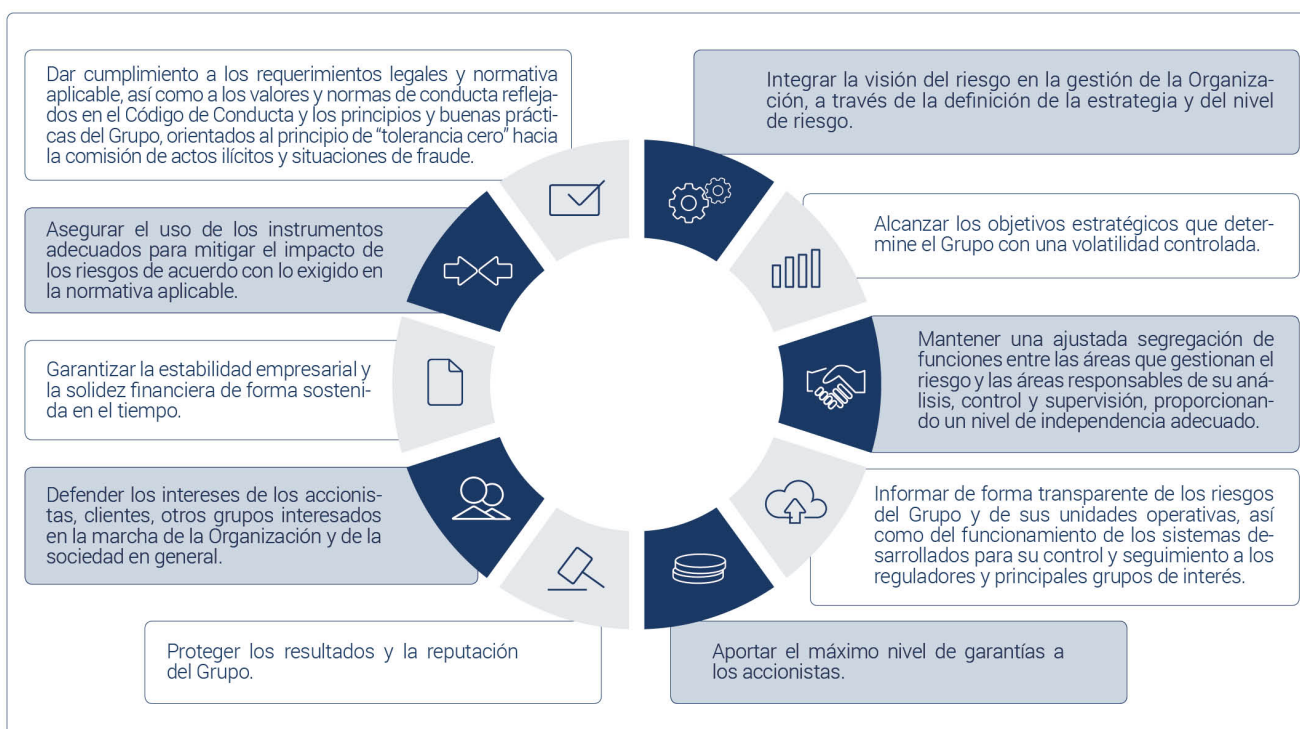 Dar cumplimiento a los requerimientos legales y normativa
aplicable, así como a los valores y normas de conducta refleja-
dos en el Código de Conducta y los principios y buenas prácti-
cas del Grupo, orientados al principio de “tolerancia cero” hacia
la comisión de actos ilícitos y situaciones de fraude.
Asegurar el uso de los instrumentos
adecuados para mitigar el impacto de
los riesgos de acuerdo con lo exigido en
la normativa aplicable.
Garantizar la estabilidad empresarial y
la solidez financiera de forma sosteni-
da en el tiempo.
Defender los intereses de los accionis-
tas, clientes, otros grupos interesados
en la marcha de la Organización y de la
sociedad en general.
Proteger los resultados y la reputación
del Grupo.
Integrar la visión del riesgo en la gestión de la Organiza-
ción, a través de la definición de la estrategia y del nivel
de riesgo.
Alcanzar los objetivos estratégicos que deter-
mine el Grupo con una volatilidad controlada.
Mantener una ajustada segregación de
funciones entre las áreas que gestionan el
riesgo y las áreas responsables de su aná-
lisis, control y supervisión, proporcionan-
do un nivel de independencia adecuado.
Informar de forma transparente de los riesgos
del Grupo y de sus unidades operativas, así
como del funcionamiento de los sistemas de-
sarrollados para su control y seguimiento a los
reguladores y principales grupos de interés.
Aportar el máximo nivel de garantías a
los accionistas.